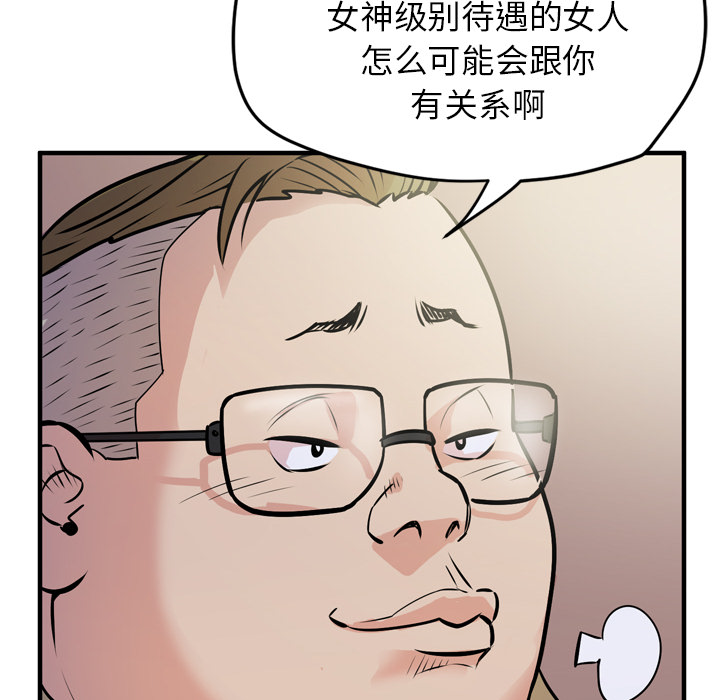 女神级别待遇的女人
怎么可能会跟你
有关系啊